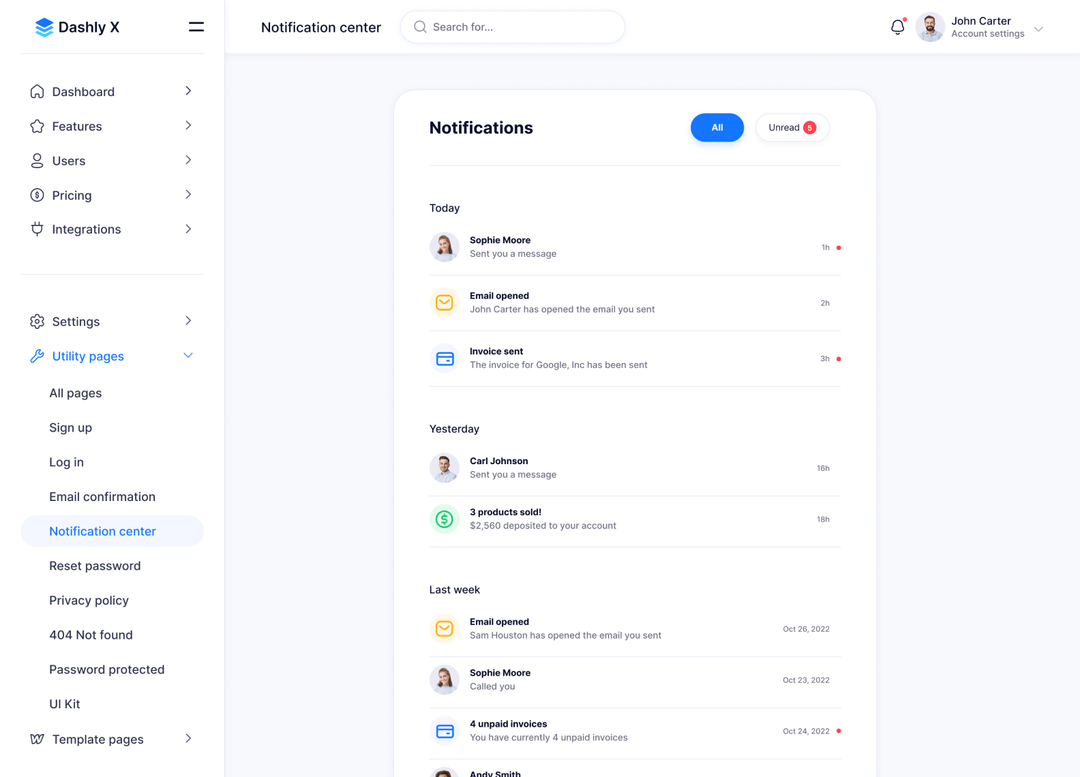 Dashly X
Notification center
Search for...
John Carter
Account settings
Dashboard
Features
Users
Pricing
Integrations
Settings
Utility pages
All pages
Sign up
Log in
Email confirmation
Notification center
Reset password
Privacy policy
404 Not found
Password protected
UI Kit
Template pages
Notifications
All
Unread 5
Today
Sophie Moore
Sent you a message
1h
Email opened
John Carter has opened the email you sent
2h
Invoice sent
The invoice for Google, Inc has been sent
3h
Yesterday
Carl Johnson
Sent you a message
16h
3 products sold!
$2,560 deposited to your account
18h
Last week
Email opened
Sam Houston has opened the email you sent
Oct 26, 2022
Sophie Moore
Called you
Oct 23, 2022
4 unpaid invoices
You have currently 4 unpaid invoices
Oct 24, 2022
Andy Smith